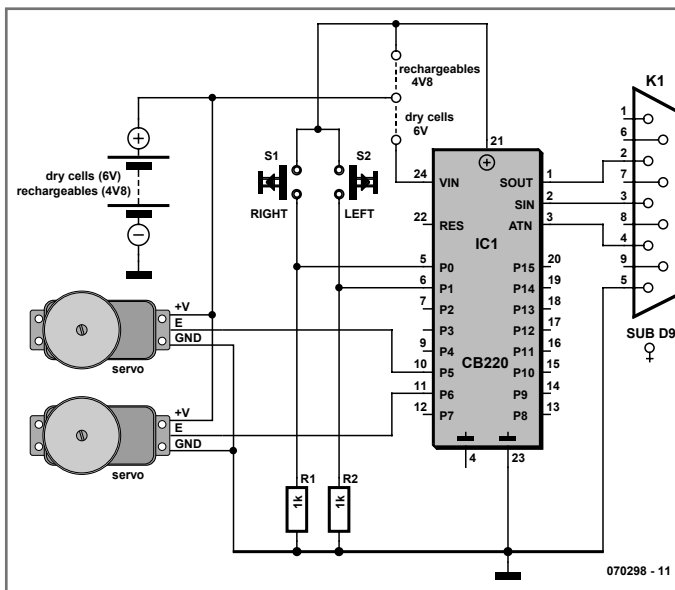 rechargeables
4V8
K1
dry cells
6V
1
6
21
+
S1
S2
2
dry cells (6V)
rechargeables (4V8)
24
VIN
SOUT
1
7
RIGHT
LEFT
SIN
2
3
22
RES
ATN
3
8
IC1
4
5
P0
P15
20
9
6
P1
P14
19
5
7
P2
P13
18
+V
P3
P12
17
SUB D9
E
9
P4
P11
16
GND
10
P5
CB220
P10
15
servo
11
P6
P9
14
12
P7
P8
13
+V
E
GND
4
23
servo
R1
R2
1k
1k
070298 - 11